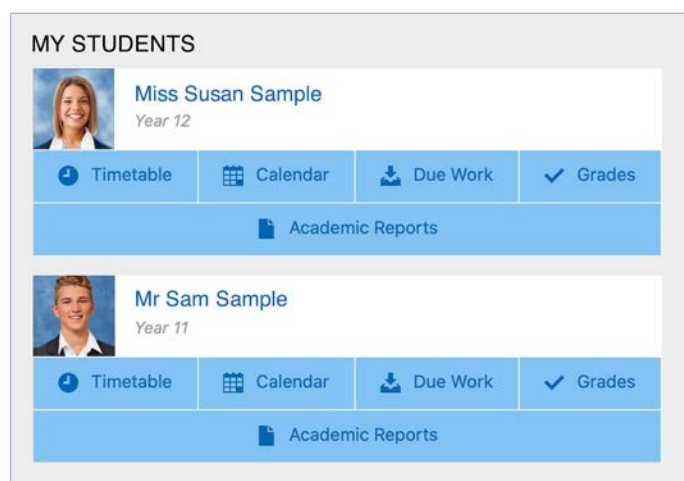 MY STUDENTS
Miss Susan Sample
Year 12
Timetable Calendar Due Work Grades
Academic Reports
Mr Sam Sample
Year 11
Timetable Calendar Due Work Grades
Academic Reports